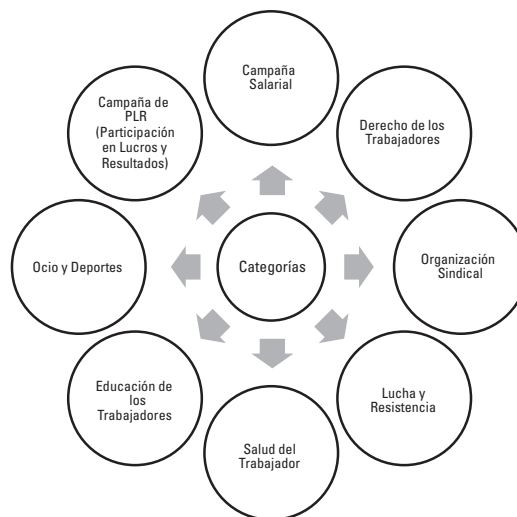 Campaña
Salarial
Campaña de
PLR
(Participación
en Lucros y
Resultados)
Derecho de los
Trabajadores
Ocio y Deportes
Categorías
Organización
Sindical
Educación de
los
Trabajadores
Lucha y
Resistencia
Salud del
Trabajador